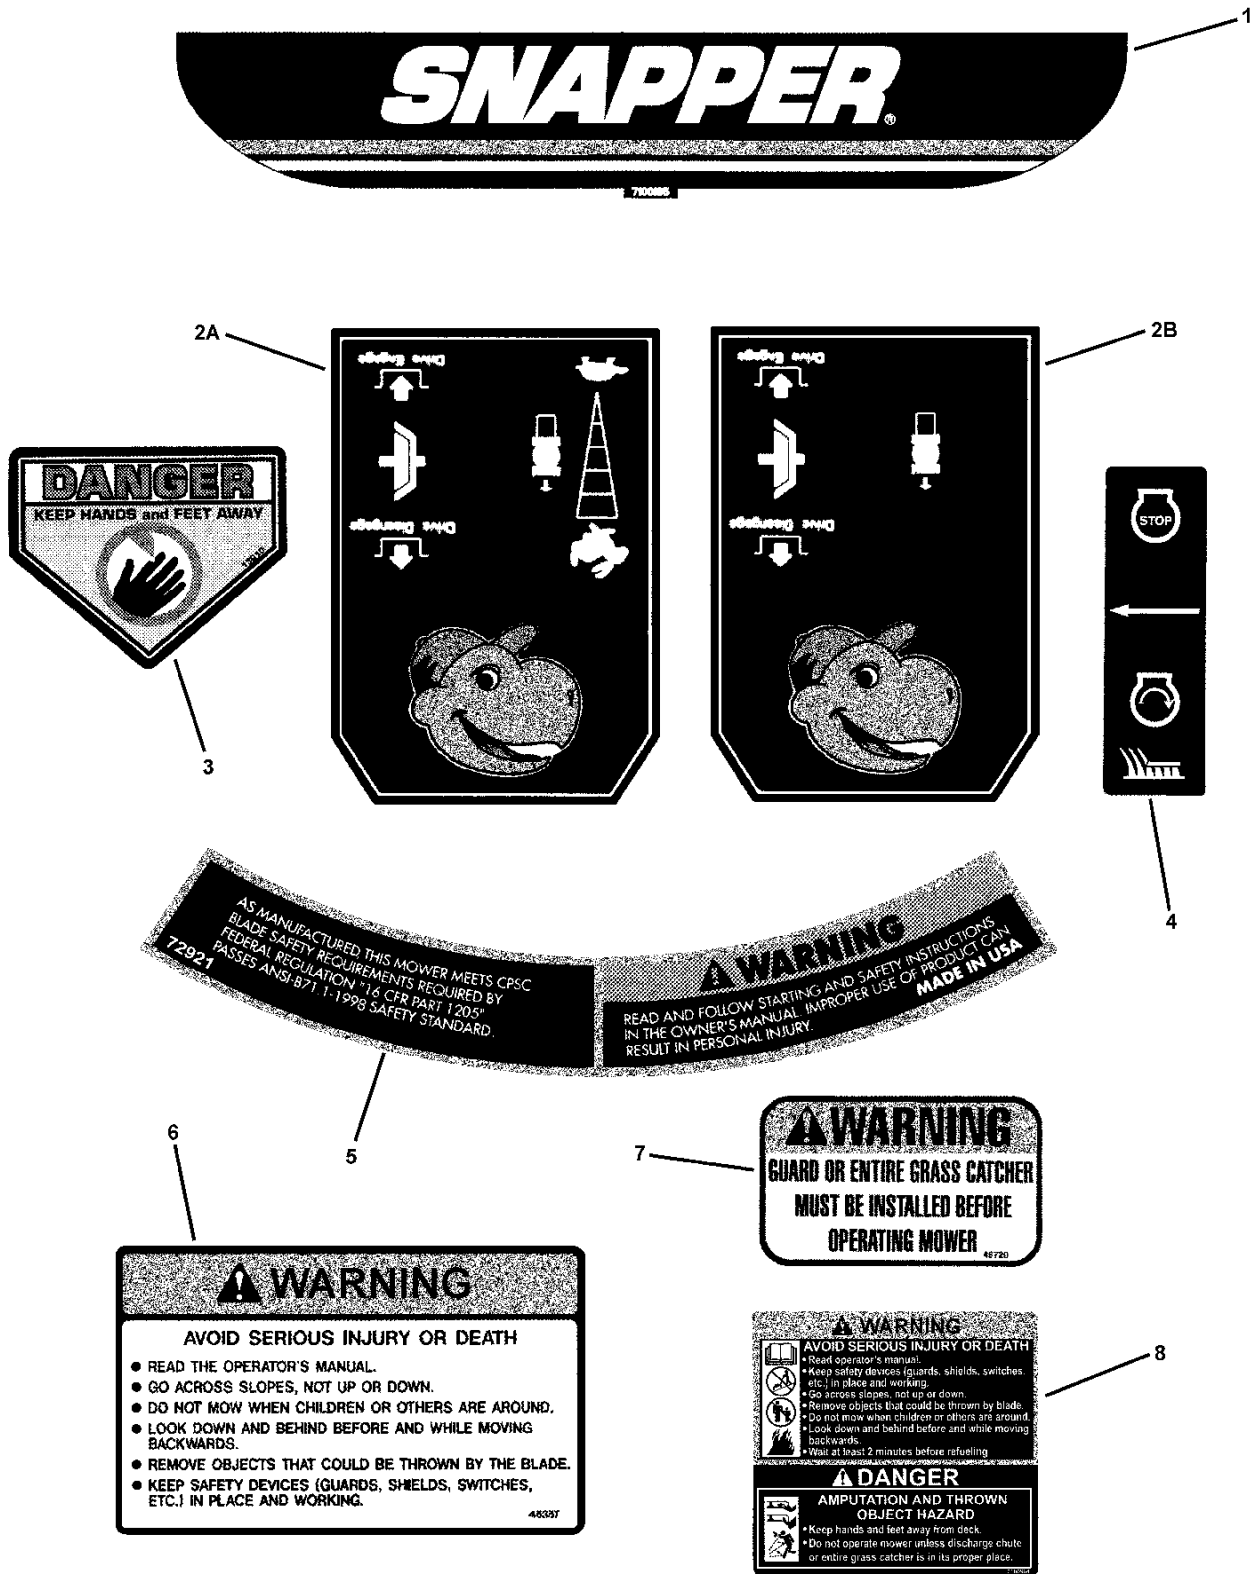 1
SNAPPER®
7100195
2A
2B
Drive Engage
Drive Engage
DANGER
KEEP HANDS and FEET AWAY
STOP
Drive Disengage
Drive Disengage
3
4
AS MANUFACTURED, THIS MOWER MEETS CPSC
BLADE SAFETY REQUIREMENTS REQUIRED BY
FEDERAL REGULATION "16 CFR PART 1205"
PASSES ANSI-B71.1-1998 SAFETY STANDARD.
72921
WARNING
READ AND FOLLOW STARTING AND SAFETY INSTRUCTIONS
IN THE OWNER'S MANUAL. IMPROPER USE OF PRODUCT CAN
RESULT IN PERSONAL INJURY.
MADE IN USA
5
6
WARNING
AVOID SERIOUS INJURY OR DEATH
● READ THE OPERATOR'S MANUAL.
● GO ACROSS SLOPES, NOT UP OR DOWN.
● DO NOT MOW WHEN CHILDREN OR OTHERS ARE AROUND.
● LOOK DOWN AND BEHIND BEFORE AND WHILE MOVING
BACKWARDS.
● REMOVE OBJECTS THAT COULD BE THROWN BY THE BLADE.
● KEEP SAFETY DEVICES (GUARDS, SHIELDS, SWITCHES,
ETC.) IN PLACE AND WORKING.
7
WARNING
GUARD OR ENTIRE GRASS CATCHER
MUST BE INSTALLED BEFORE
OPERATING MOWER
48720
8
WARNING
AVOID SERIOUS INJURY OR DEATH
• Read operator's manual.
• Keep safety devices (guards, shields, switches,
etc.) in place and working.
• Go across slopes, not up or down.
• Remove objects that could be thrown by blade.
• Do not mow when children or others are around.
• Look down and behind before and while moving
backwards.
• Wait at least 2 minutes before refueling
DANGER
AMPUTATION AND THROWN
OBJECT HAZARD
• Keep hands and feet away from deck.
• Do not operate mower unless discharge chute
or entire grass catcher is in its proper place.